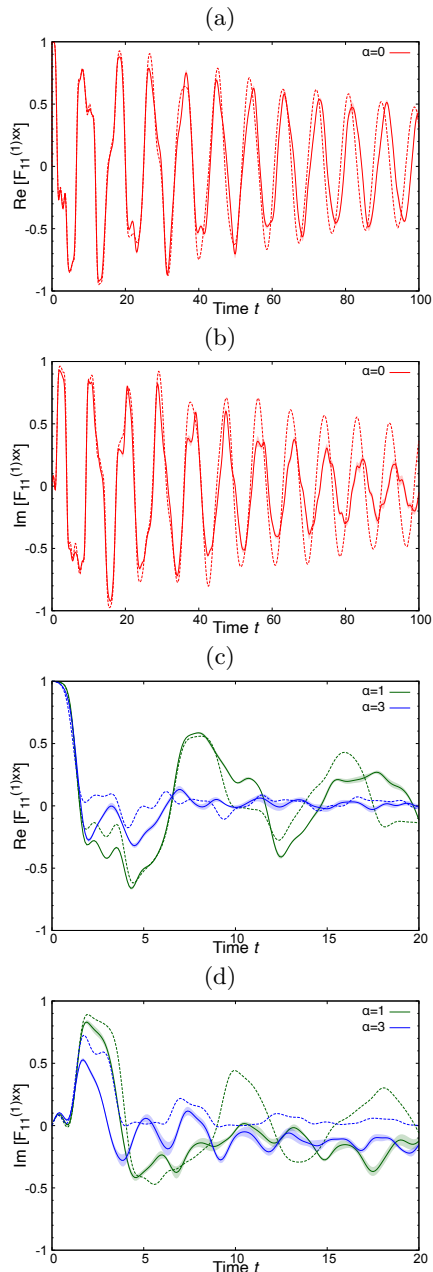 (a)
α=0
Re [F₁₁⁽¹⁾ˣˣ]
1
0.5
0
-0.5
-1
0 20 40 60 80 100
Time t
(b)
α=0
Im [F₁₁⁽¹⁾ˣˣ]
1
0.5
0
-0.5
-1
0 20 40 60 80 100
Time t
(c)
α=1
α=3
Re [F₁₁⁽¹⁾ˣˣ]
1
0.5
0
-0.5
-1
0 5 10 15 20
Time t
(d)
α=1
α=3
Im [F₁₁⁽¹⁾ˣˣ]
1
0.5
0
-0.5
-1
0 5 10 15 20
Time t